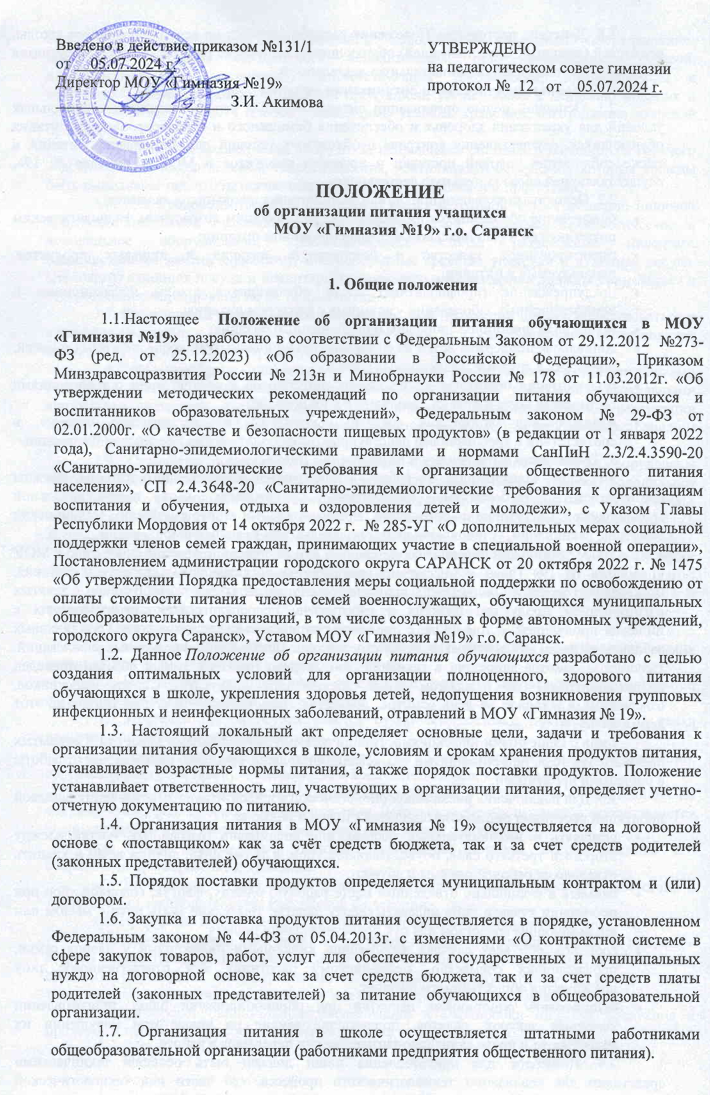 Введено в действие приказом №131/1
от 05.07.2024 г.
Директор МОУ «Гимназия №19»
З.И. Акимова
УТВЕРЖДЕНО
на педагогическом совете гимназии
протокол № 12 от 05.07.2024 г.
ПОЛОЖЕНИЕ
об организации питания учащихся
МОУ «Гимназия №19» г.о. Саранск
1. Общие положения
1.1.Настоящее Положение об организации питания обучающихся в МОУ
«Гимназия №19» разработано в соответствии с Федеральным Законом от 29.12.2012 №273-
ФЗ (ред. от 25.12.2023) «Об образовании в Российской Федерации», Приказом
Минздравсоцразвития России № 213н и Минобрнауки России № 178 от 11.03.2012г. «Об
утверждении методических рекомендаций по организации питания обучающихся и
воспитанников образовательных учреждений», Федеральным законом № 29-ФЗ от
02.01.2000г. «О качестве и безопасности пищевых продуктов» (в редакции от 1 января 2022
года), Санитарно-эпидемиологическими правилами и нормами СанПиН 2.3/2.4.3590-20
«Санитарно-эпидемиологические требования к организации общественного питания
населения», СП 2.4.3648-20 «Санитарно-эпидемиологические требования к организациям
воспитания и обучения, отдыха и оздоровления детей и молодежи», с Указом Главы
Республики Мордовия от 14 октября 2022 г. № 285-УГ «О дополнительных мерах социальной
поддержки членов семей граждан, принимающих участие в специальной военной операции»,
Постановлением администрации городского округа САРАНСК от 20 октября 2022 г. № 1475
«Об утверждении Порядка предоставления меры социальной поддержки по освобождению от
оплаты стоимости питания членов семей военнослужащих, обучающихся муниципальных
общеобразовательных организаций, в том числе созданных в форме автономных учреждений,
городского округа Саранск», Уставом МОУ «Гимназия №19» г.о. Саранск.
1.2. Данное Положение об организации питания обучающихся разработано с целью
создания оптимальных условий для организации полноценного, здорового питания
обучающихся в школе, укрепления здоровья детей, недопущения возникновения групповых
инфекционных и неинфекционных заболеваний, отравлений в МОУ «Гимназия № 19».
1.3. Настоящий локальный акт определяет основные цели, задачи и требования к
организации питания обучающихся в школе, условиям и срокам хранения продуктов питания,
устанавливает возрастные нормы питания, а также порядок поставки продуктов. Положение
устанавливает ответственность лиц, участвующих в организации питания, определяет учетно-
отчетную документацию по питанию.
1.4. Организация питания в МОУ «Гимназия № 19» осуществляется на договорной
основе с «поставщиком» как за счёт средств бюджета, так и за счет средств родителей
(законных представителей) обучающихся.
1.5. Порядок поставки продуктов определяется муниципальным контрактом и (или)
договором.
1.6. Закупка и поставка продуктов питания осуществляется в порядке, установленном
Федеральным законом № 44-ФЗ от 05.04.2013г. с изменениями «О контрактной системе в
сфере закупок товаров, работ, услуг для обеспечения государственных и муниципальных
нужд» на договорной основе, как за счет средств бюджета, так и за счет средств платы
родителей (законных представителей) за питание обучающихся в общеобразовательной
организации.
1.7. Организация питания в школе осуществляется штатными работниками
общеобразовательной организации (работниками предприятия общественного питания).